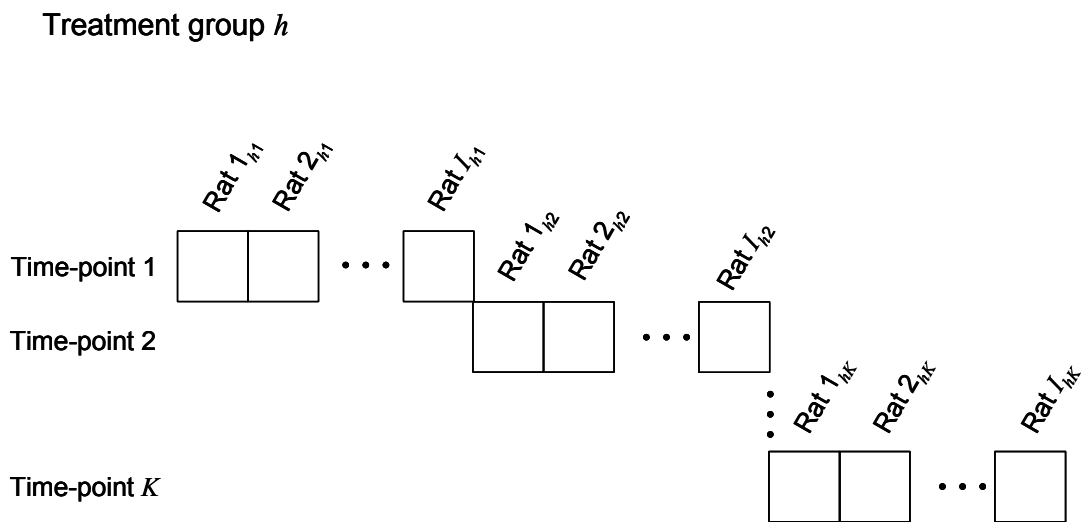 Treatment group h
Rat 1h1
Rat 2h1
Rat Ih1
Time-point 1
Rat 1h2
Rat 2h2
Rat Ih2
Time-point 2
Rat 1hK
Rat 2hK
Rat IhK
Time-point K